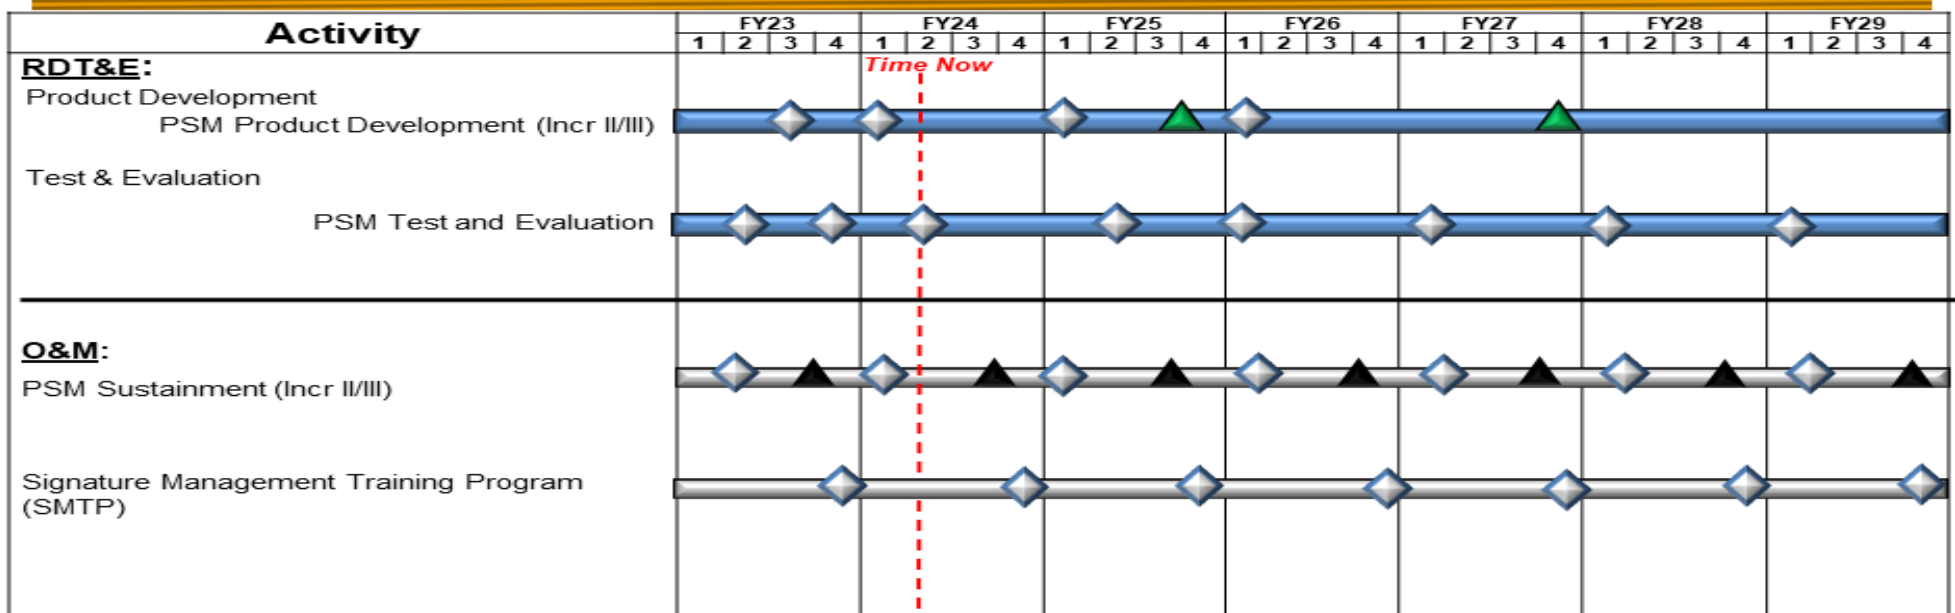 Activity
FY23 FY24 FY25 FY26 FY27 FY28 FY29
1 2 3 4 1 2 3 4 1 2 3 4 1 2 3 4 1 2 3 4 1 2 3 4 1 2 3 4
RDT&E:
Time Now
Product Development
PSM Product Development (Incr II/III)
Test & Evaluation
PSM Test and Evaluation
O&M:
PSM Sustainment (Incr II/III)
Signature Management Training Program
(SMTP)